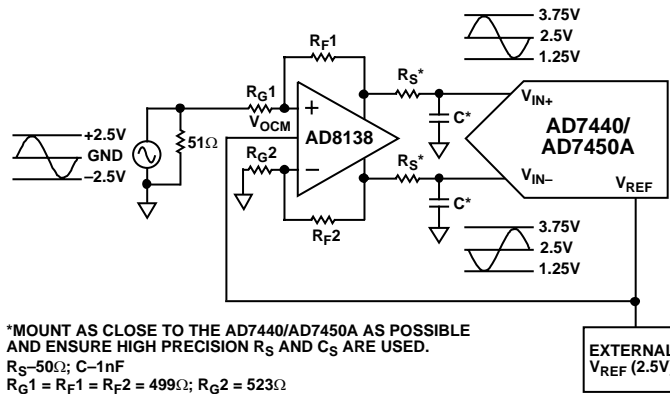 3.75V
2.5V
1.25V
RF1
RS*
RG1
VOCM
+
AD8138
–
C*
VIN+
AD7440/
AD7450A
VREF
VIN–
+2.5V
GND
–2.5V
51Ω
RG2
RS*
C*
RF2
3.75V
2.5V
1.25V
*MOUNT AS CLOSE TO THE AD7440/AD7450A AS POSSIBLE
AND ENSURE HIGH PRECISION RS AND CS ARE USED.
RS–50Ω; C–1nF
RG1 = RF1 = RF2 = 499Ω; RG2 = 523Ω
EXTERNAL
VREF (2.5V)